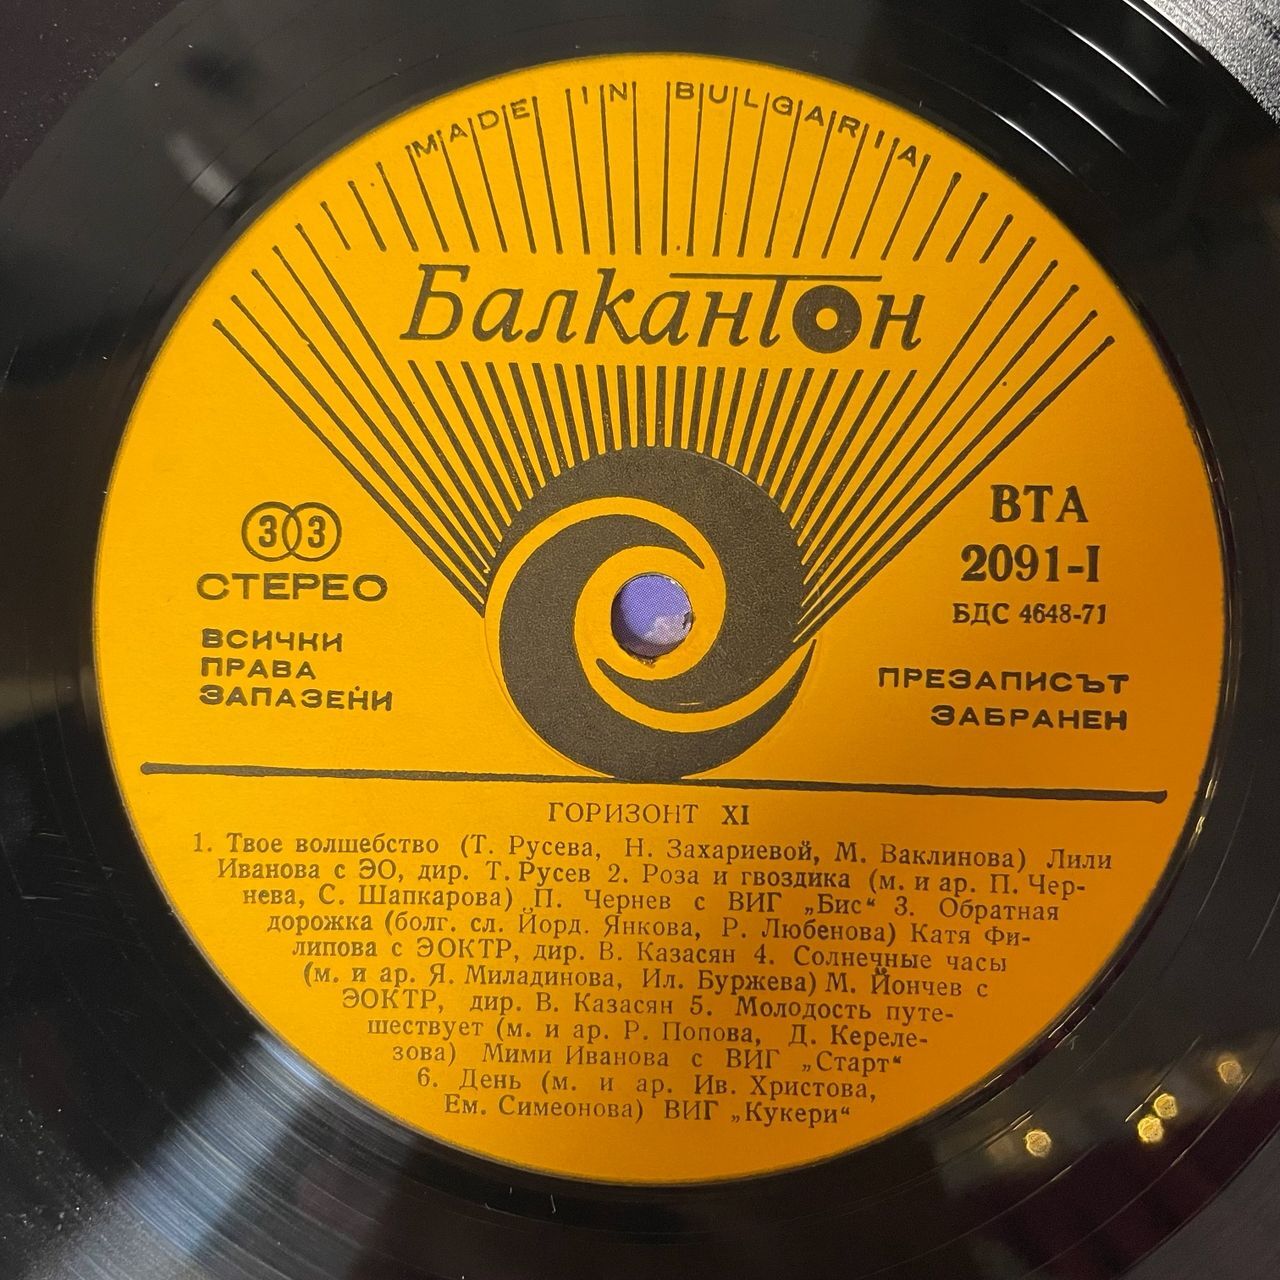 MADE IN BULGARIA
Балкантон
33
СТЕРЕО
ВСИЧКИ
ПРАВА
ЗАПАЗЕНИ
ВТА
2091-I
БДС 4648-71
ПРЕЗАПИСЪТ
ЗАБРАНЕН
ГОРИЗОНТ XI
1. Твое волшебство (Т. Русева, Н. Захариевой, М. Ваклинова) Лили
Иванова с ЭО, дир. Т. Русев 2. Роза и гвоздика (м. и ар. П. Чер-
нева, С. Шапкарова) П. Чернев с ВИГ „Бис“ 3. Обратная
дорожка (болг. сл. Йорд. Янкова, Р. Любенова) Катя Фи-
липова с ЭОКТР, дир. В. Казасян 4. Солнечные часы
(м. и ар. Я. Миладинова, Ил. Буржева) М. Йончев с
ЭОКТР, дир. В. Казасян 5. Молодость путе-
шествует (м. и ар. Р. Попова, Д. Кереле-
зова) Мими Иванова с ВИГ „Старт“
6. День (м. и ар. Ив. Христова,
Ем. Симеонова) ВИГ „Кукери“